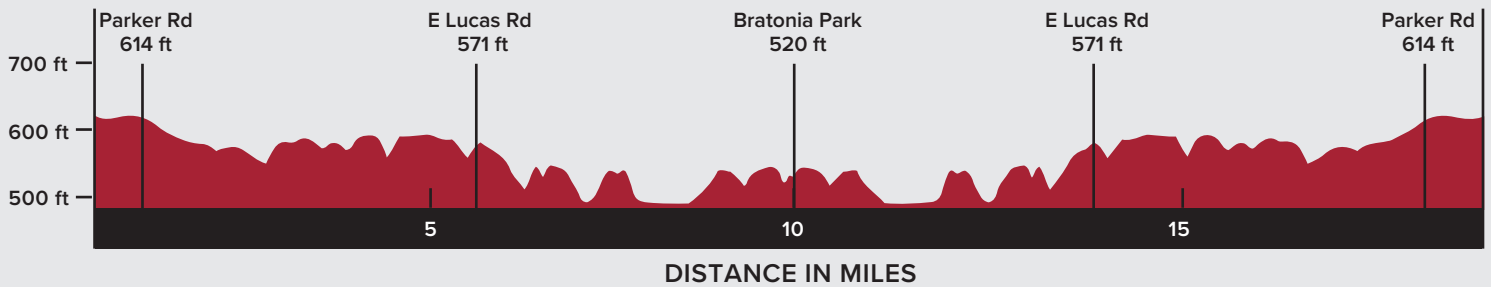 Parker Rd
614 ft
E Lucas Rd
571 ft
Bratonia Park
520 ft
E Lucas Rd
571 ft
Parker Rd
614 ft
700 ft
600 ft
500 ft
5
10
15
DISTANCE IN MILES